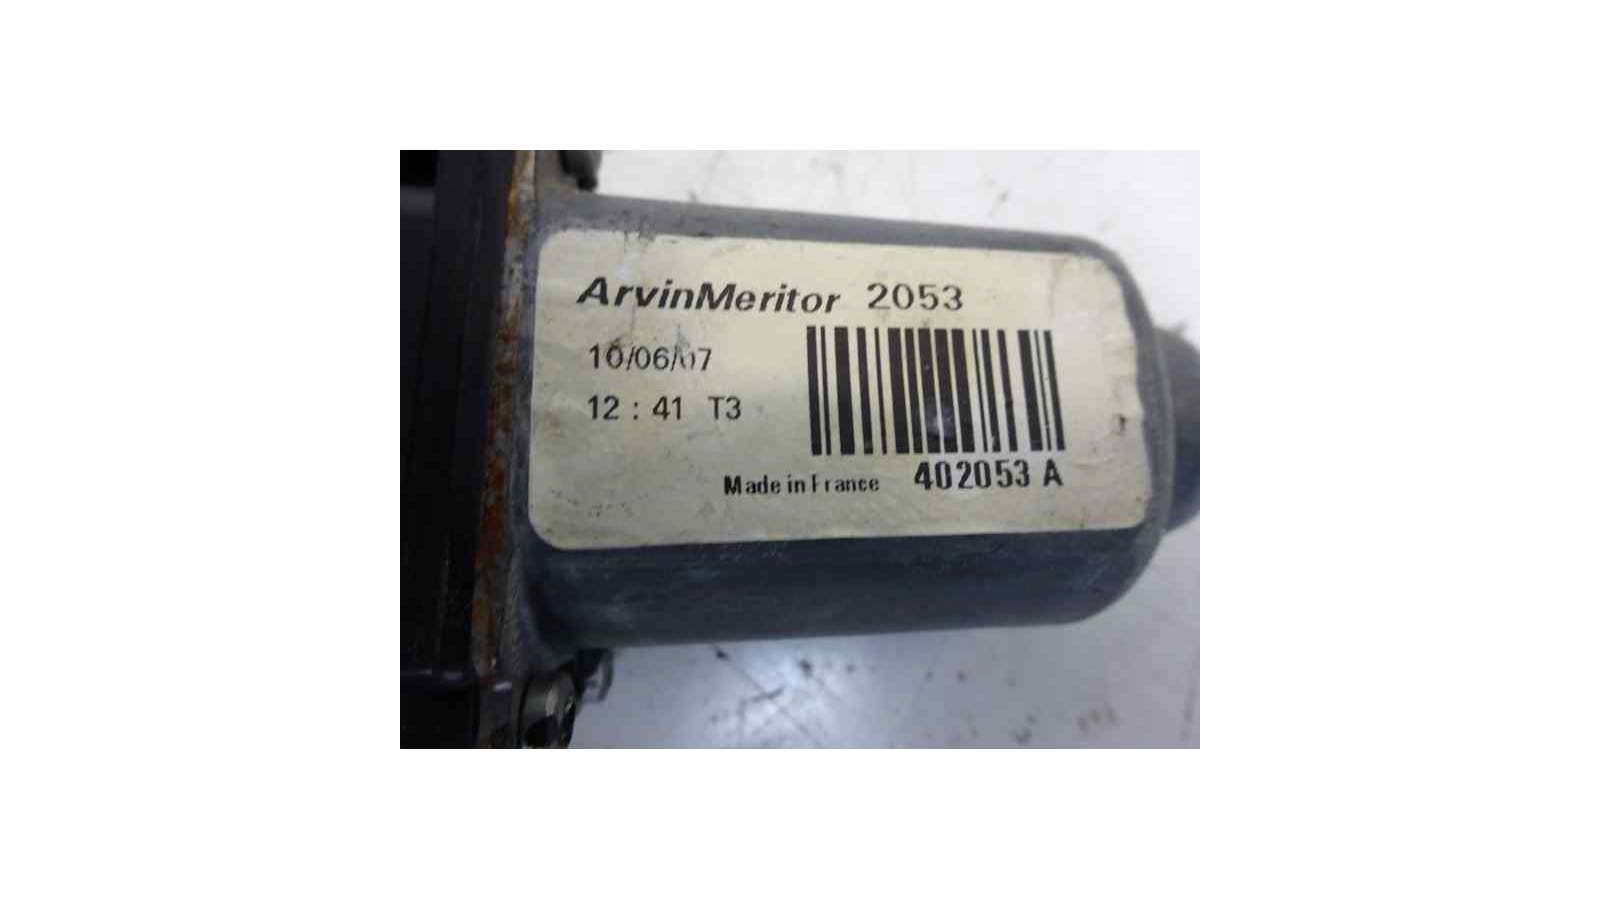 ArvinMeritor 2053
10/06/07
12 : 41 T3
Made in France 402053 A